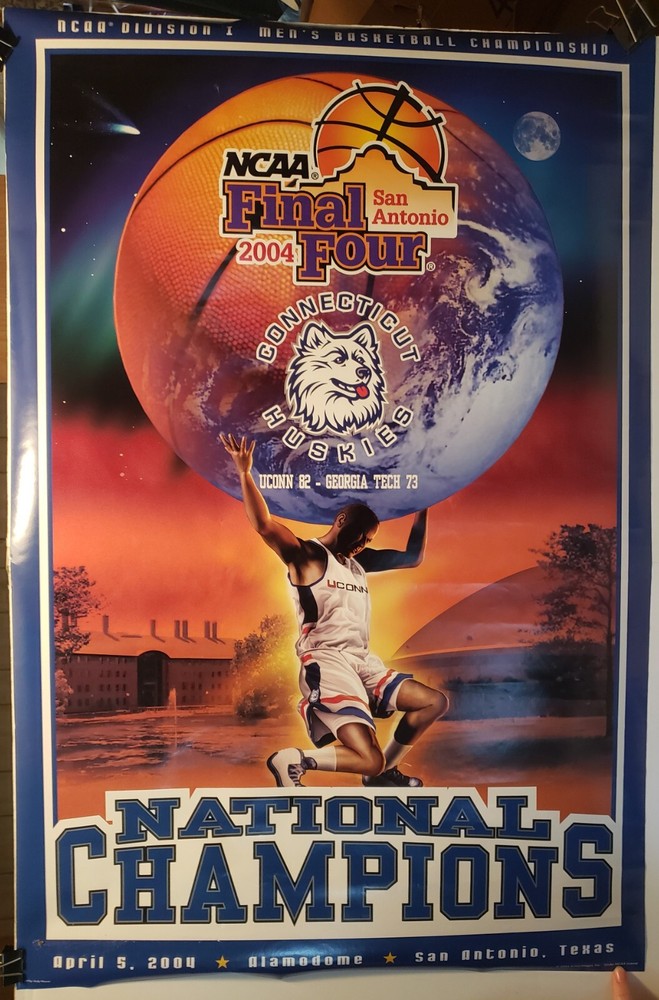 NCAA® DIVISION I MEN'S BASKETBALL CHAMPIONSHIP
NCAA®
Final
San
Antonio
2004 Four®
CONNECTICUT
HUSKIES
UCONN 82 - GEORGIA TECH 73
UCONN
NATIONAL
CHAMPIONS
April 5, 2004 ★ Alamodome ★ San Antonio, Texas